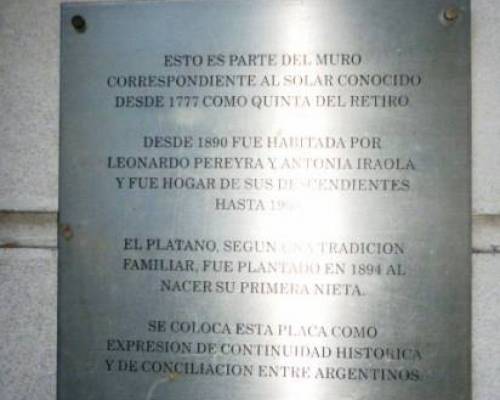 ESTO ES PARTE DEL MURO
CORRESPONDIENTE AL SOLAR CONOCIDO
DESDE 1777 COMO QUINTA DEL RETIRO
DESDE 1890 FUE HABITADA POR
LEONARDO PEREYRA Y ANTONIA IRAOLA
Y FUE HOGAR DE SUS DESCENDIENTES
HASTA
EL PLATANO, SEGUN UNA TRADICION
FAMILIAR, FUE PLANTADO EN 1894 AL
NACER SU PRIMERA NIETA.
SE COLOCA ESTA PLACA COMO
EXPRESION DE CONTINUIDAD HISTORICA
Y DE CONCILIACION ENTRE ARGENTINOS.